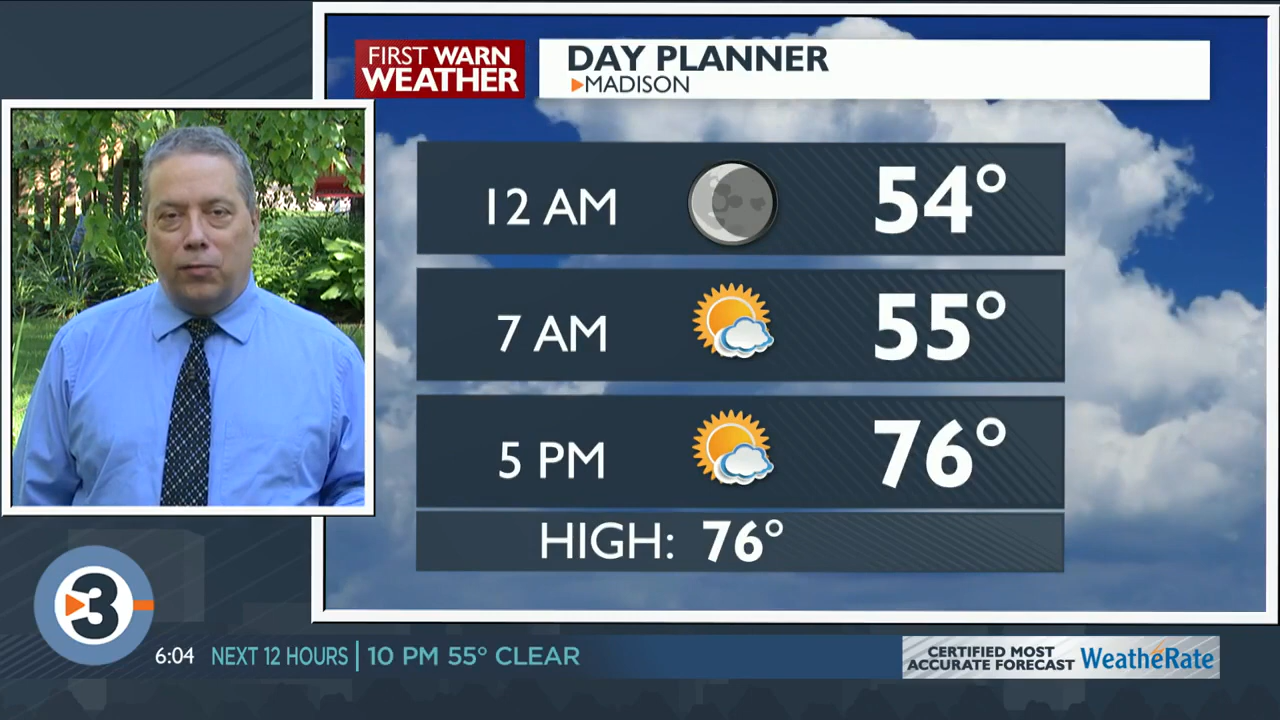 FIRST WARN
WEATHER
DAY PLANNER
MADISON
12 AM 54°
7 AM 55°
5 PM 76°
HIGH: 76°
3
6:04 NEXT 12 HOURS 10 PM 55° CLEAR
CERTIFIED MOST
ACCURATE FORECAST WeatheRate